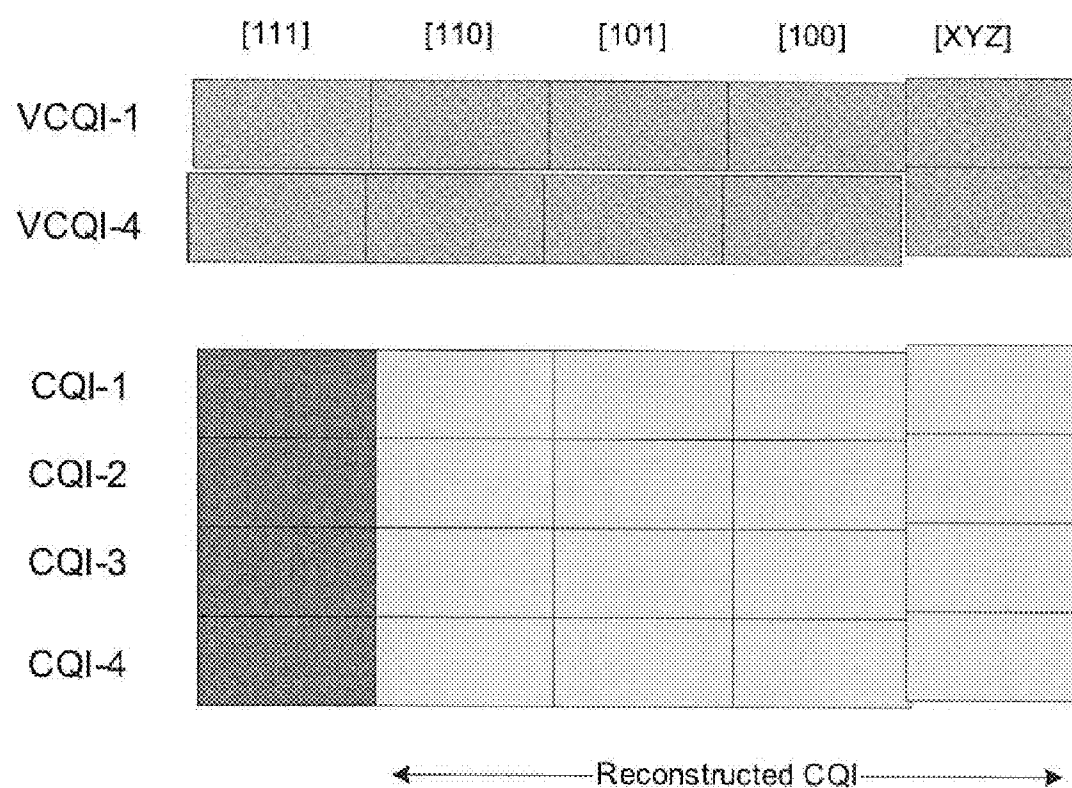 [111] [110] [101] [100] [XYZ]
VCQI-1
VCQI-4
CQI-1
CQI-2
CQI-3
CQI-4
Reconstructed CQI